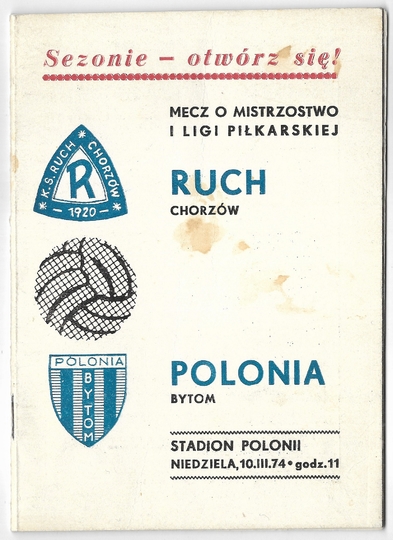 Sezonie - otwórz się!
MECZ O MISTRZOSTWO
I LIGI PIŁKARSKIEJ
K.S. RUCH * CHORZÓW
R
* - 1920 - *
RUCH
CHORZÓW
POLONIA
BYTOM
POLONIA
BYTOM
STADION POLONII
NIEDZIELA, 10.III.74 • godz. 11